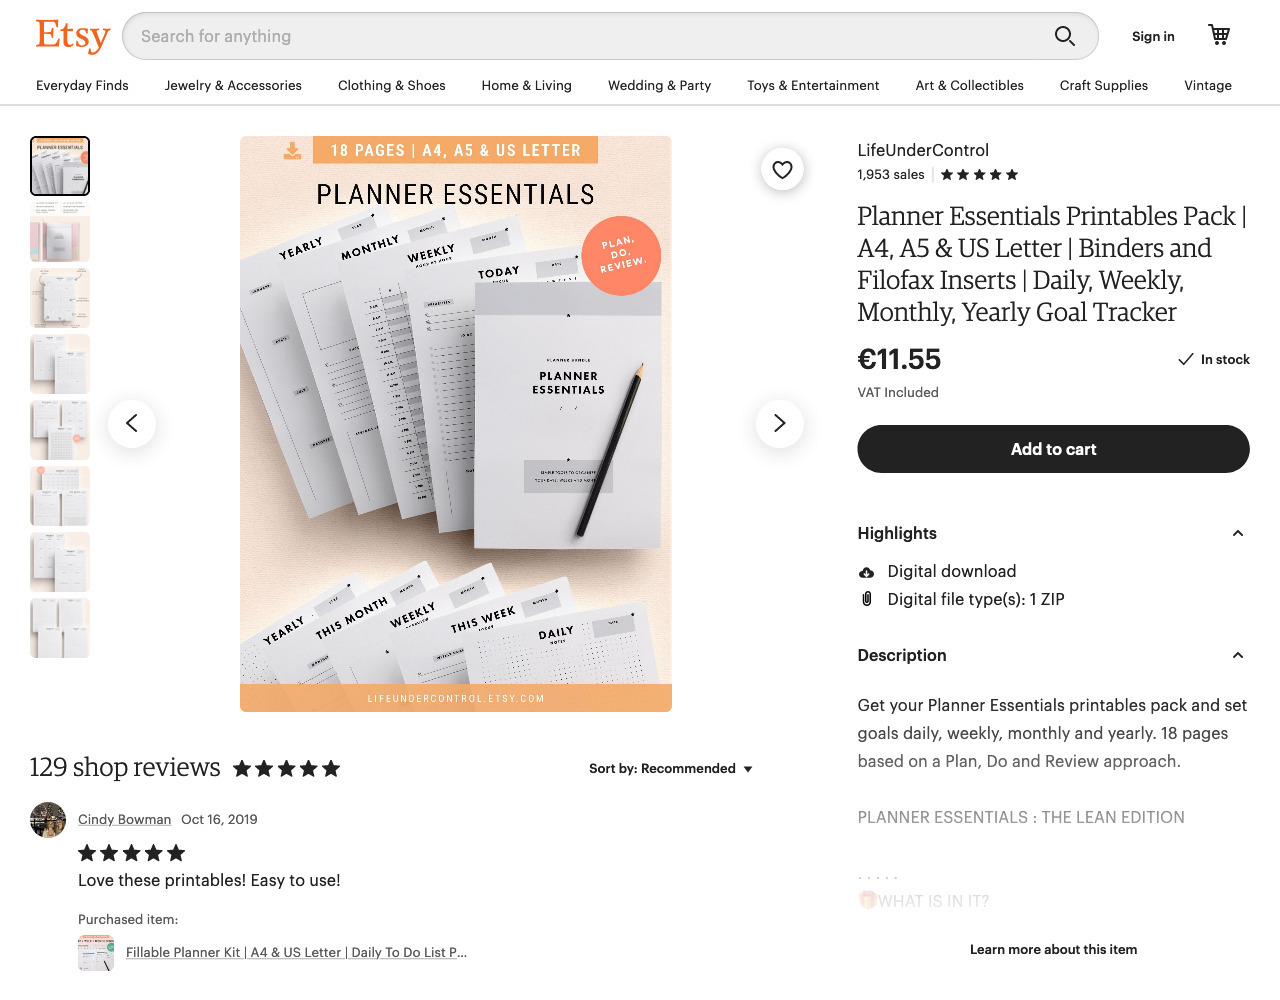 Etsy
Search for anything
Sign in
Everyday Finds
Jewelry & Accessories
Clothing & Shoes
Home & Living
Wedding & Party
Toys & Entertainment
Art & Collectibles
Craft Supplies
Vintage
18 PAGES | A4, A5 & US LETTER
PLANNER ESSENTIALS
PLAN.
DO.
REVIEW.
YEARLY
MONTHLY
WEEKLY
TODAY
PLANNER BUNDLE
PLANNER
ESSENTIALS
YEARLY
THIS MONTH
WEEKLY
THIS WEEK
DAILY
LIFEUNDERCONTROL.ETSY.COM
LifeUnderControl
1,953 sales
Planner Essentials Printables Pack |
A4, A5 & US Letter | Binders and
Filofax Inserts | Daily, Weekly,
Monthly, Yearly Goal Tracker
€11.55
In stock
VAT Included
Add to cart
Highlights
Digital download
Digital file type(s): 1 ZIP
Description
Get your Planner Essentials printables pack and set
goals daily, weekly, monthly and yearly. 18 pages
based on a Plan, Do and Review approach.
PLANNER ESSENTIALS : THE LEAN EDITION
. . . . .
🎁WHAT IS IN IT?
Learn more about this item
129 shop reviews
Sort by: Recommended
Cindy Bowman Oct 16, 2019
Love these printables! Easy to use!
Purchased item:
Fillable Planner Kit | A4 & US Letter | Daily To Do List P...